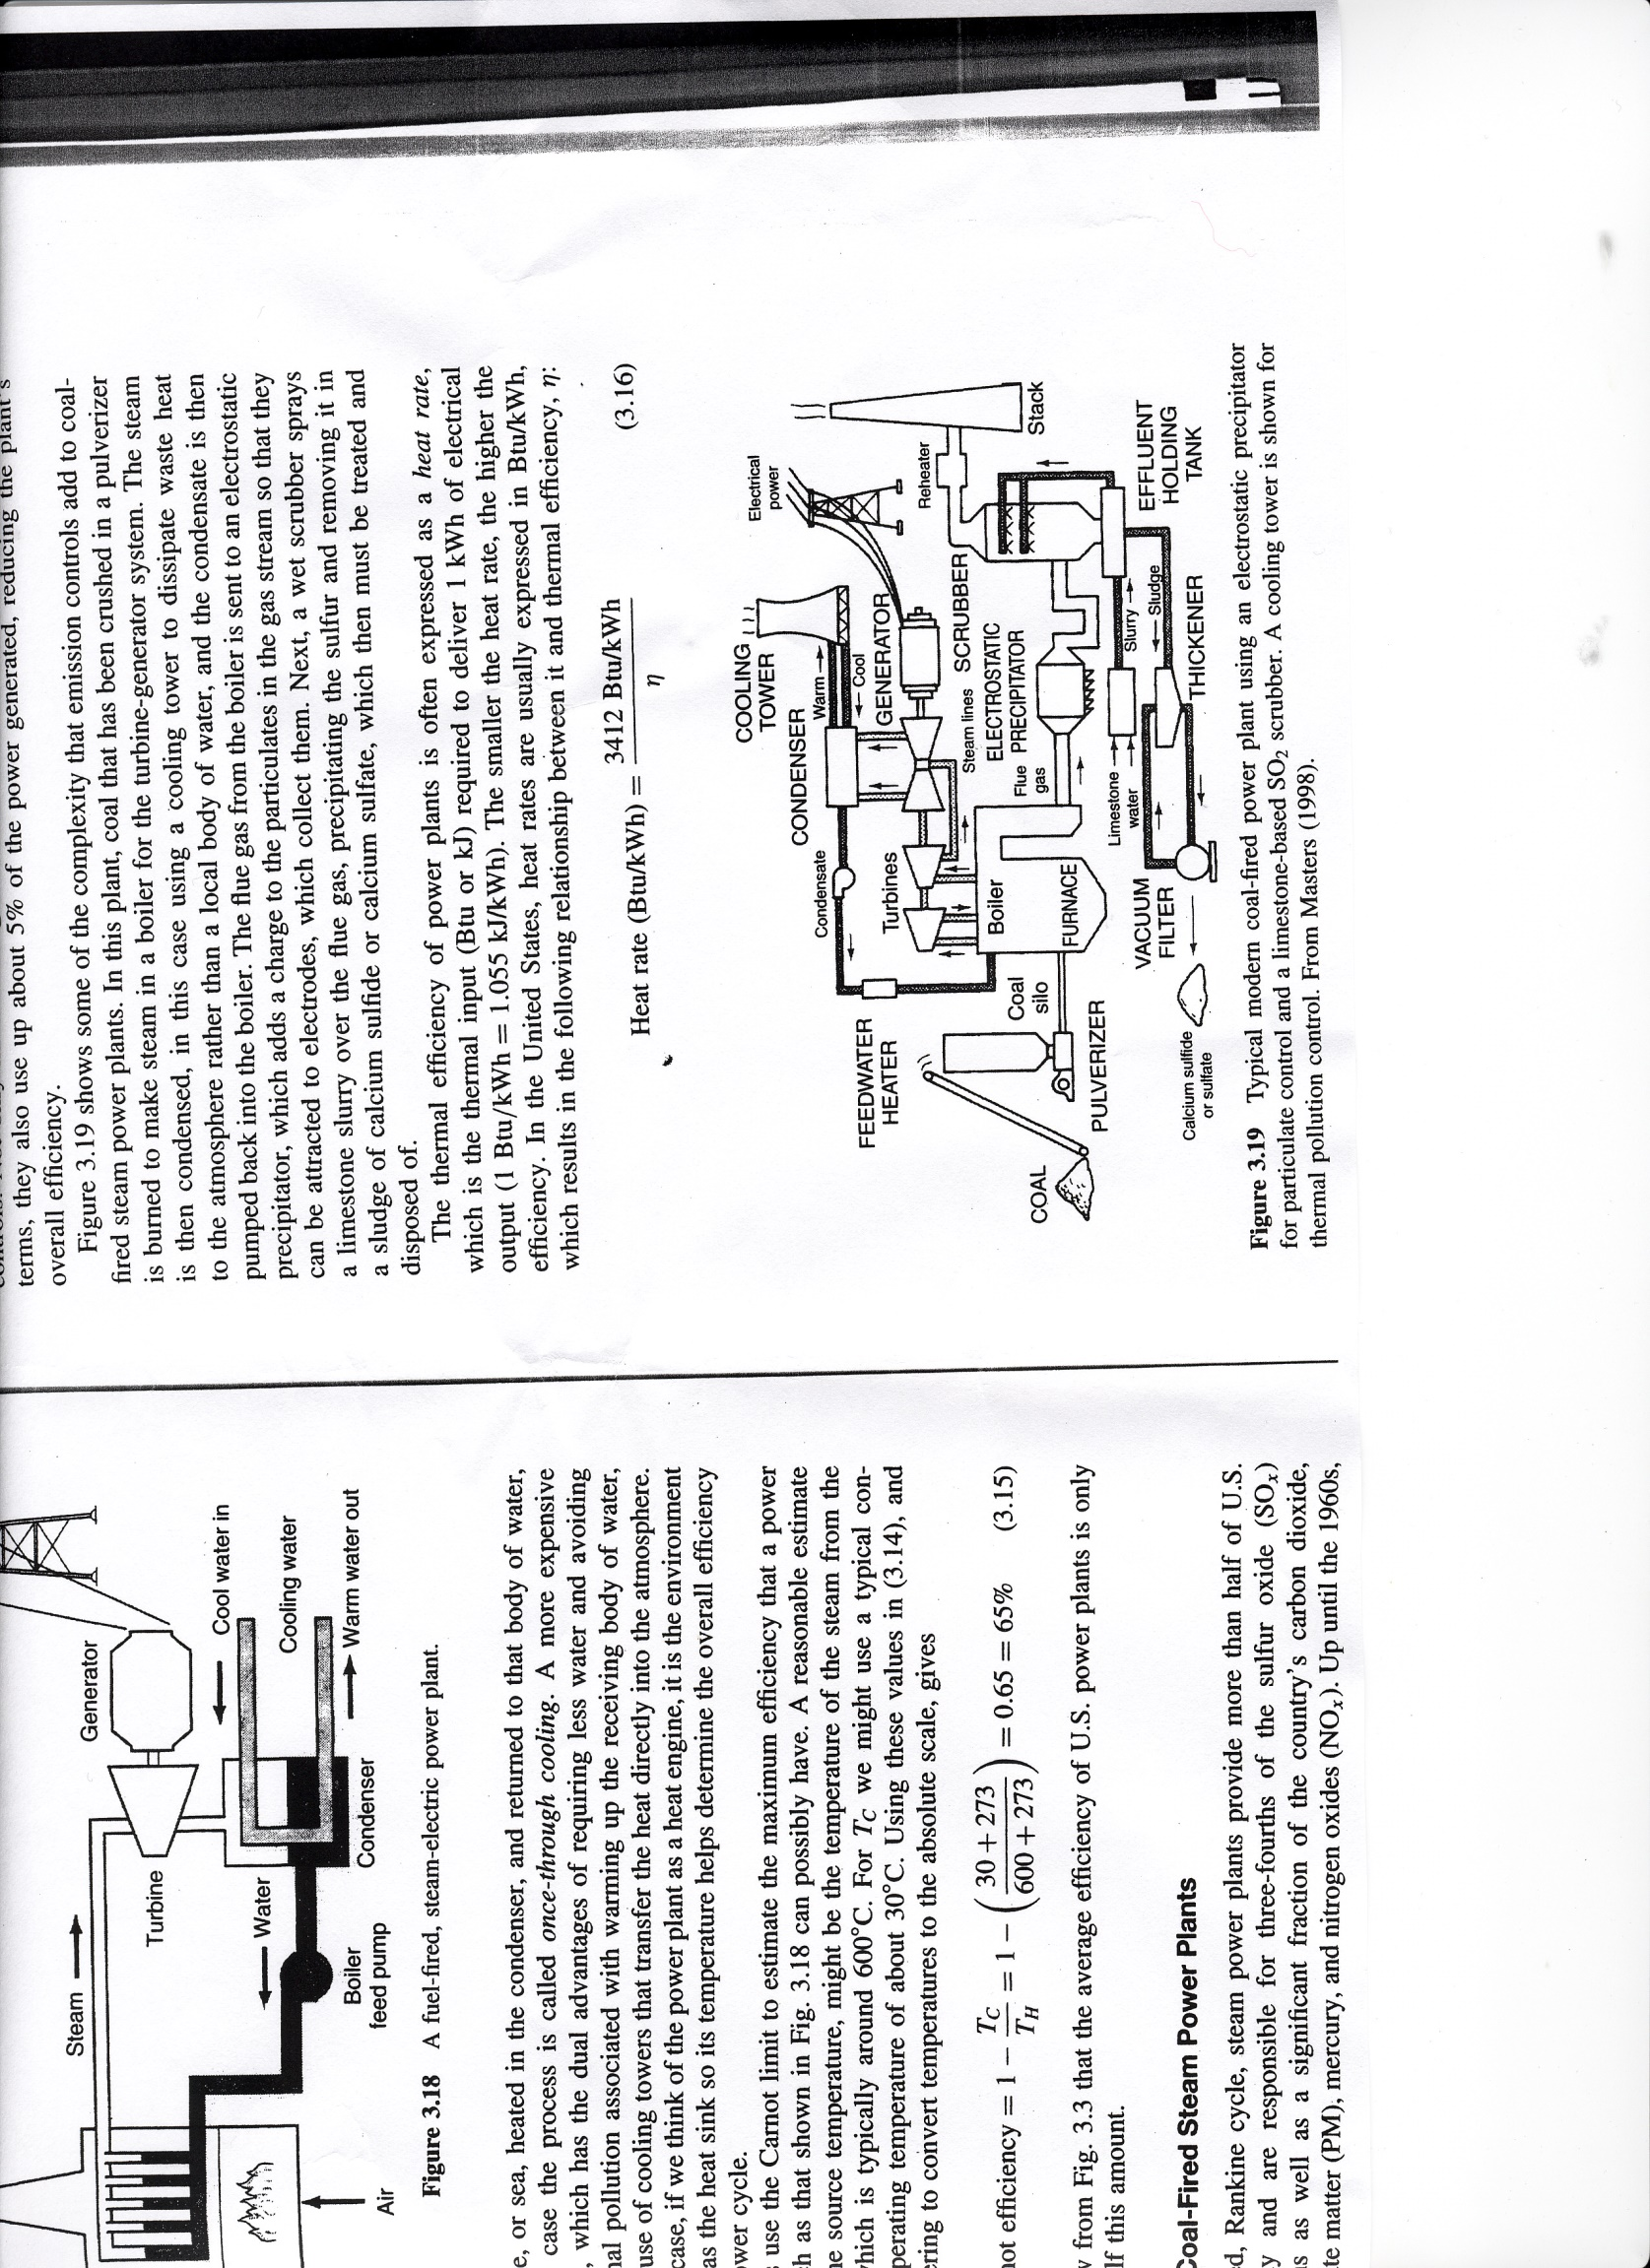 Steam
Generator
Turbine
Cool water in
Water
Cooling water
Warm water out
Condenser
Boiler
feed pump
Air
Figure 3.18 A fuel-fired, steam-electric power plant.
or sea, heated in the condenser, and returned to that body of water,
case the process is called once-through cooling. A more expensive
which has the dual advantages of requiring less water and avoiding
pollution associated with warming up the receiving body of water,
use of cooling towers that transfer the heat directly into the atmosphere.
case, if we think of the power plant as a heat engine, it is the environment
as the heat sink so its temperature helps determine the overall efficiency
cycle.
use the Carnot limit to estimate the maximum efficiency that a power
as that shown in Fig. 3.18 can possibly have. A reasonable estimate
source temperature, might be the temperature of the steam from the
which is typically around 600°C. For TC we might use a typical con-
temperature of about 30°C. Using these values in (3.14), and
to convert temperatures to the absolute scale, gives
efficiency = 1 − TC/TH = 1 − (30 + 273 / 600 + 273) = 0.65 = 65% (3.15)
from Fig. 3.3 that the average efficiency of U.S. power plants is only
this amount.
Coal-Fired Steam Power Plants
Rankine cycle, steam power plants provide more than half of U.S.
and are responsible for three-fourths of the sulfur oxide (SOx)
as well as a significant fraction of the country's carbon dioxide,
matter (PM), mercury, and nitrogen oxides (NOx). Up until the 1960s,
terms, they also use up about 5% of the power generated, reducing the plant's
overall efficiency.
Figure 3.19 shows some of the complexity that emission controls add to coal-
fired steam power plants. In this plant, coal that has been crushed in a pulverizer
is burned to make steam in a boiler for the turbine-generator system. The steam
is then condensed, in this case using a cooling tower to dissipate waste heat
to the atmosphere rather than a local body of water, and the condensate is then
pumped back into the boiler. The flue gas from the boiler is sent to an electrostatic
precipitator, which adds a charge to the particulates in the gas stream so that they
can be attracted to electrodes, which collect them. Next, a wet scrubber sprays
a limestone slurry over the flue gas, precipitating the sulfur and removing it in
a sludge of calcium sulfide or calcium sulfate, which then must be treated and
disposed of.
The thermal efficiency of power plants is often expressed as a heat rate,
which is the thermal input (Btu or kJ) required to deliver 1 kWh of electrical
output (1 Btu/kWh = 1.055 kJ/kWh). The smaller the heat rate, the higher the
efficiency. In the United States, heat rates are usually expressed in Btu/kWh,
which results in the following relationship between it and thermal efficiency, η:
Heat rate (Btu/kWh) = 3412 Btu/kWh / η (3.16)
COOLING
TOWER
Electrical
power
CONDENSER
Warm
Cool
Condensate
GENERATOR
Turbines
FEEDWATER
HEATER
Steam lines
SCRUBBER
Reheater
Boiler
ELECTROSTATIC
PRECIPITATOR
Flue
gas
Coal
silo
Stack
FURNACE
COAL
PULVERIZER
Limestone
water
Slurry
Sludge
EFFLUENT
HOLDING
TANK
VACUUM
FILTER
THICKENER
Calcium sulfide
or sulfate
Figure 3.19 Typical modern coal-fired power plant using an electrostatic precipitator
for particulate control and a limestone-based SO2 scrubber. A cooling tower is shown for
thermal pollution control. From Masters (1998).